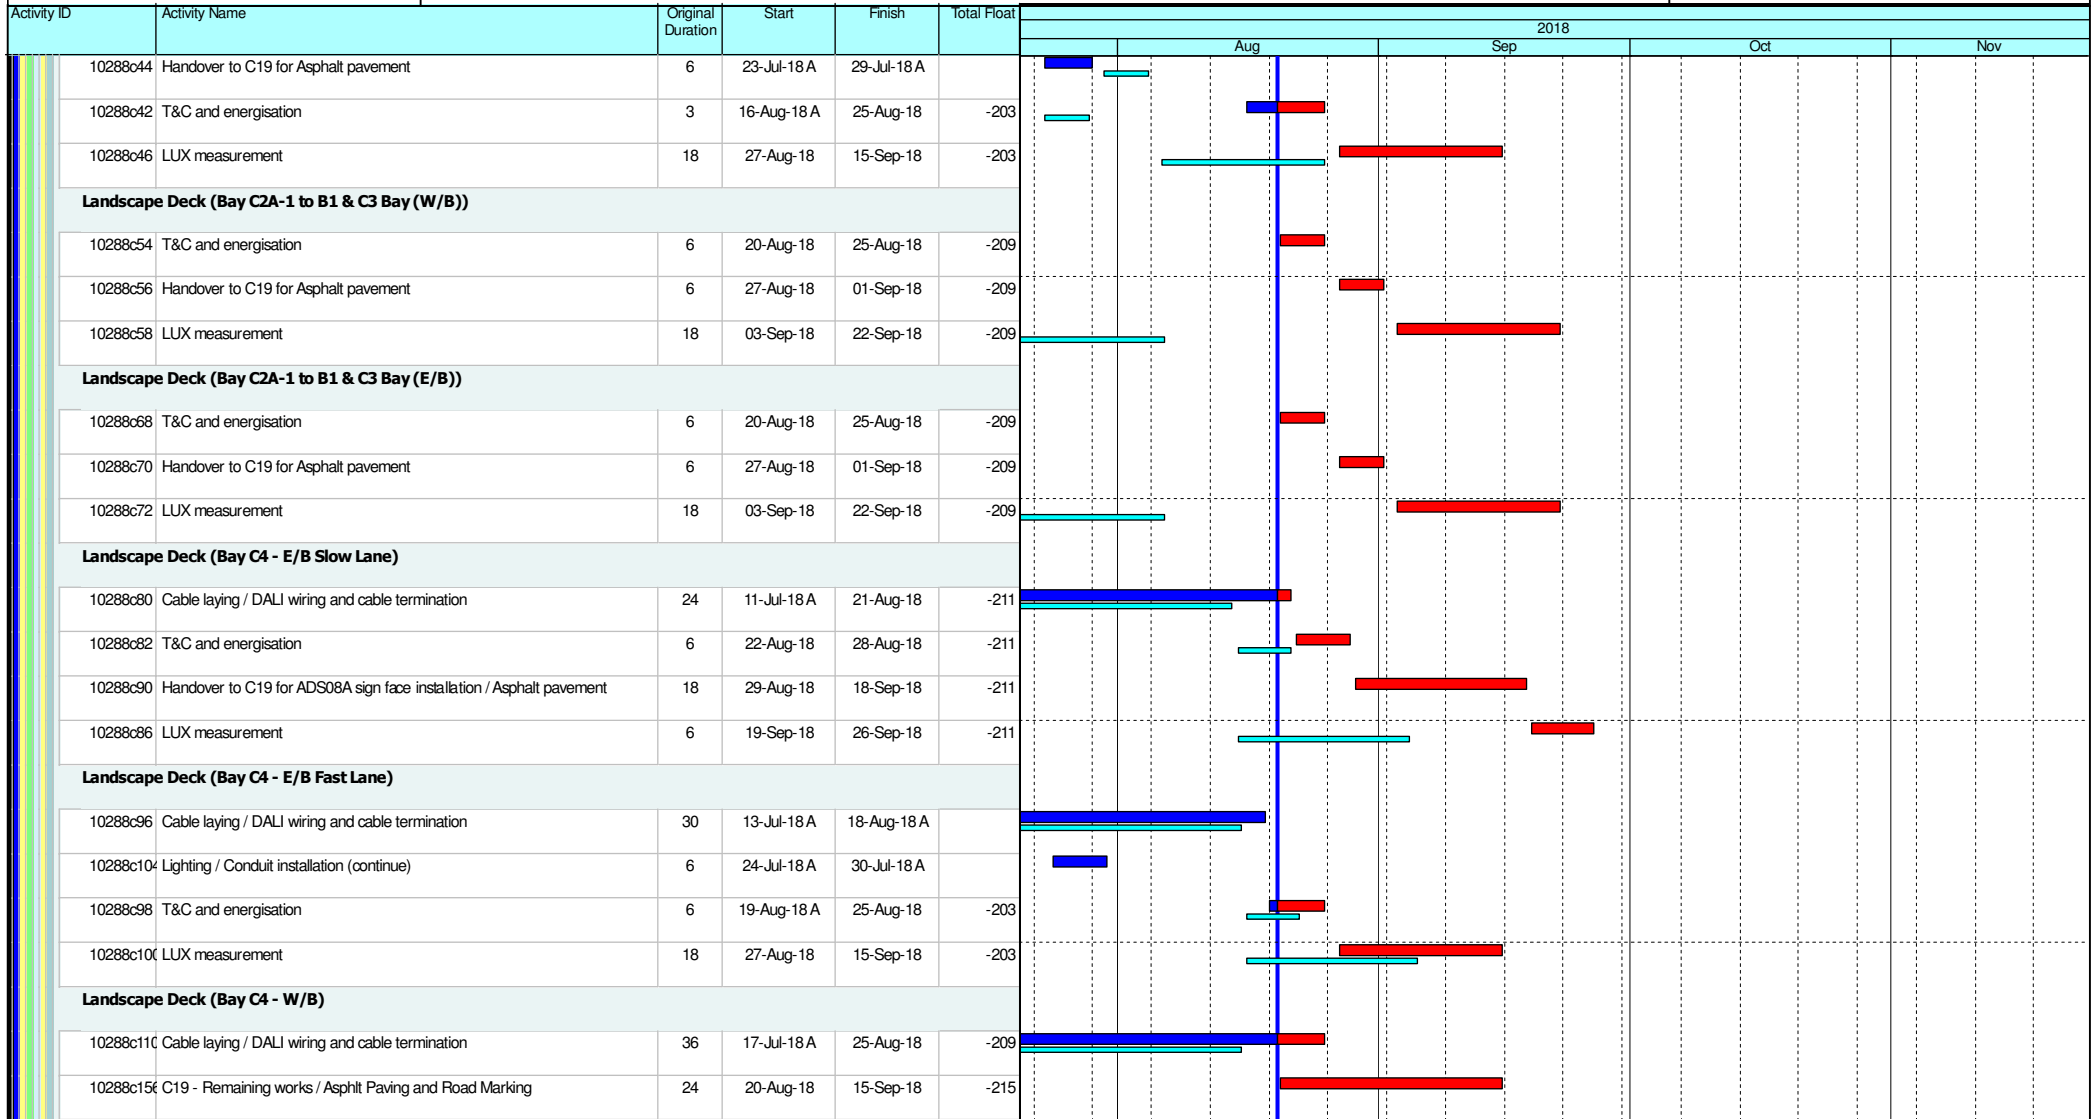 Activity ID Activity Name Original Duration Start Finish Total Float
2018
Aug Sep Oct Nov
10288c44 Handover to C19 for Asphalt pavement 6 23-Jul-18 A 29-Jul-18 A
10288c42 T&C and energisation 3 16-Aug-18 A 25-Aug-18 -203
10288c46 LUX measurement 18 27-Aug-18 15-Sep-18 -203
Landscape Deck (Bay C2A-1 to B1 & C3 Bay (W/B))
10288c54 T&C and energisation 6 20-Aug-18 25-Aug-18 -209
10288c56 Handover to C19 for Asphalt pavement 6 27-Aug-18 01-Sep-18 -209
10288c58 LUX measurement 18 03-Sep-18 22-Sep-18 -209
Landscape Deck (Bay C2A-1 to B1 & C3 Bay (E/B))
10288c68 T&C and energisation 6 20-Aug-18 25-Aug-18 -209
10288c70 Handover to C19 for Asphalt pavement 6 27-Aug-18 01-Sep-18 -209
10288c72 LUX measurement 18 03-Sep-18 22-Sep-18 -209
Landscape Deck (Bay C4 - E/B Slow Lane)
10288c80 Cable laying / DALI wiring and cable termination 24 11-Jul-18 A 21-Aug-18 -211
10288c82 T&C and energisation 6 22-Aug-18 28-Aug-18 -211
10288c90 Handover to C19 for ADS08A sign face installation / Asphalt pavement 18 29-Aug-18 18-Sep-18 -211
10288c86 LUX measurement 6 19-Sep-18 26-Sep-18 -211
Landscape Deck (Bay C4 - E/B Fast Lane)
10288c96 Cable laying / DALI wiring and cable termination 30 13-Jul-18 A 18-Aug-18 A
10288c104 Lighting / Conduit installation (continue) 6 24-Jul-18 A 30-Jul-18 A
10288c98 T&C and energisation 6 19-Aug-18 A 25-Aug-18 -203
10288c100 LUX measurement 18 27-Aug-18 15-Sep-18 -203
Landscape Deck (Bay C4 - W/B)
10288c110 Cable laying / DALI wiring and cable termination 36 17-Jul-18 A 25-Aug-18 -209
10288c156 C19 - Remaining works / Asphlt Paving and Road Marking 24 20-Aug-18 15-Sep-18 -215